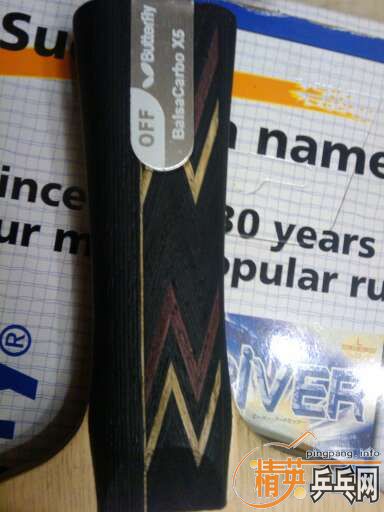 Su
n name
Butterfly
BalsaCarbo X5
OFF
ince
30 years
ur m
opular ru
Y®
DIVER
pingpang.info
精英乒乓网